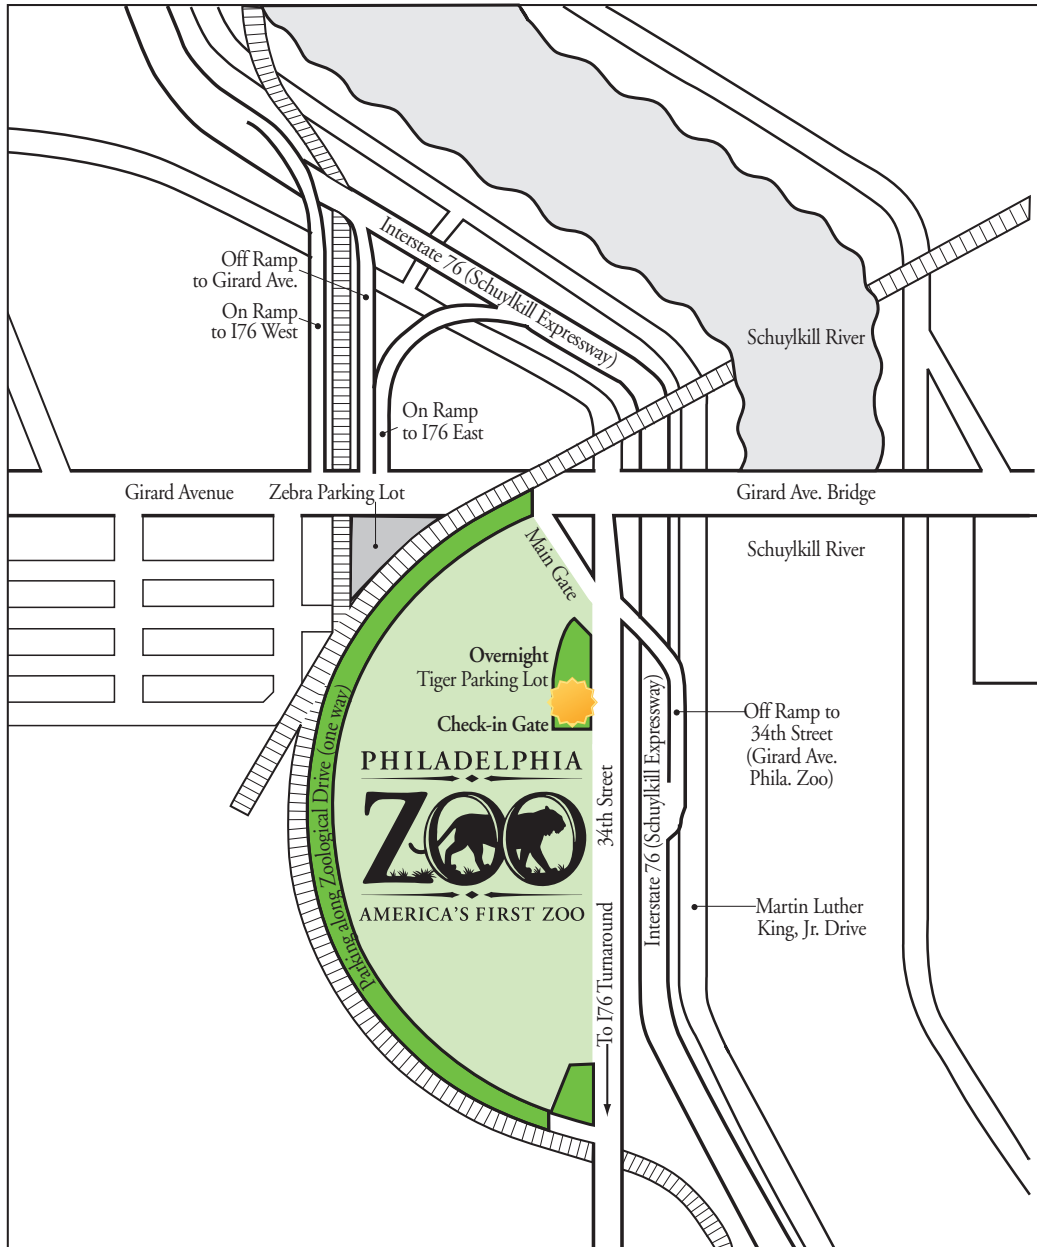 Interstate 76 (Schuylkill Expressway)
Off Ramp
to Girard Ave.
On Ramp
to I76 West
Schuylkill River
On Ramp
to I76 East
Girard Avenue
Zebra Parking Lot
Girard Ave. Bridge
Main Gate
Schuylkill River
Overnight
Tiger Parking Lot
Check-in Gate
Off Ramp to
34th Street
(Girard Ave.
Phila. Zoo)
Parking along Zoological Drive (one way)
PHILADELPHIA
ZOO
AMERICA'S FIRST ZOO
34th Street
Interstate 76 (Schuylkill Expressway)
To I76 Turnaround
Martin Luther
King, Jr. Drive